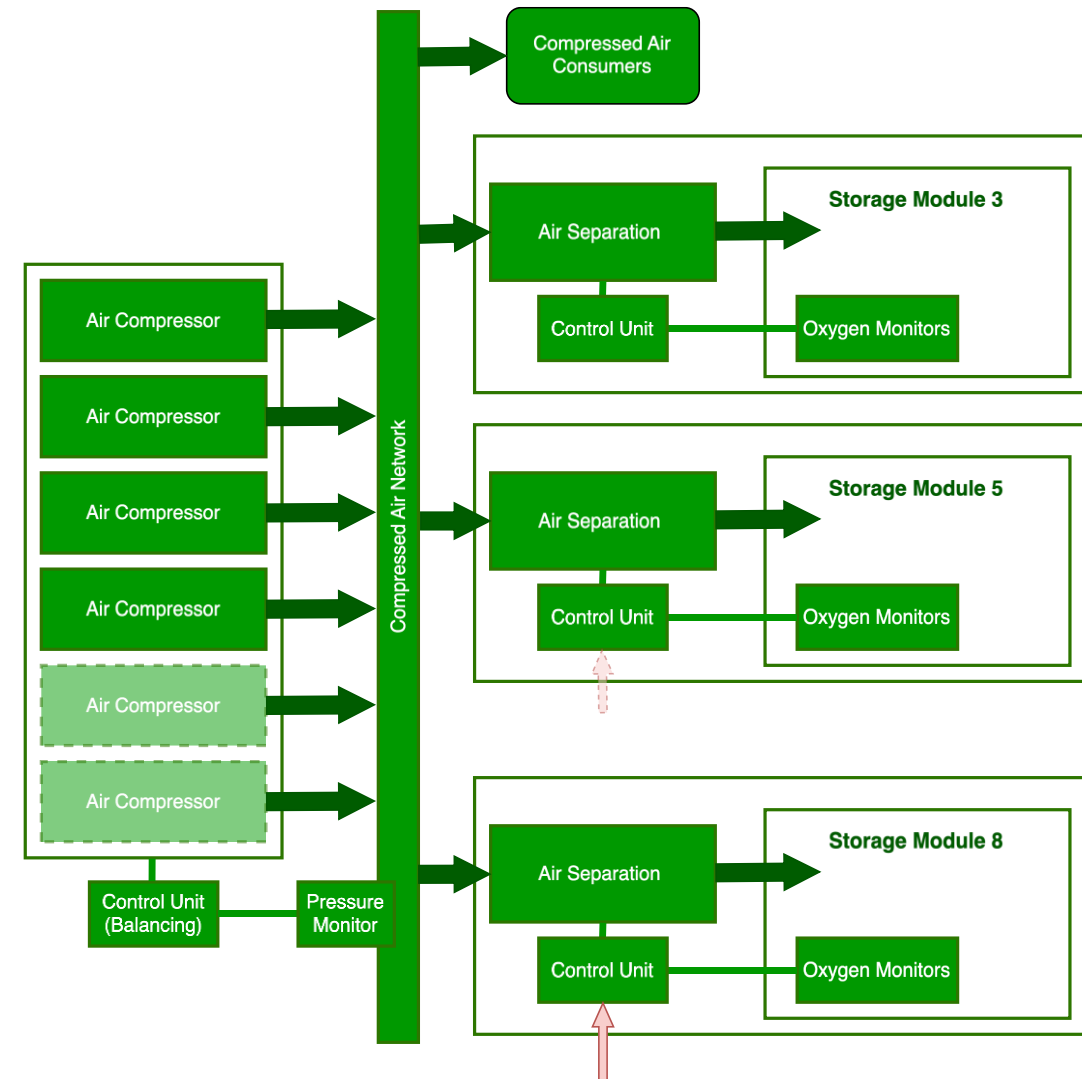 Compressed Air
Consumers
Storage Module 3
Air Separation
Control Unit
Oxygen Monitors
Air Compressor
Air Compressor
Air Compressor
Air Compressor
Air Compressor
Air Compressor
Control Unit
(Balancing)
Pressure
Monitor
Compressed Air Network
Storage Module 5
Air Separation
Control Unit
Oxygen Monitors
Storage Module 8
Air Separation
Control Unit
Oxygen Monitors